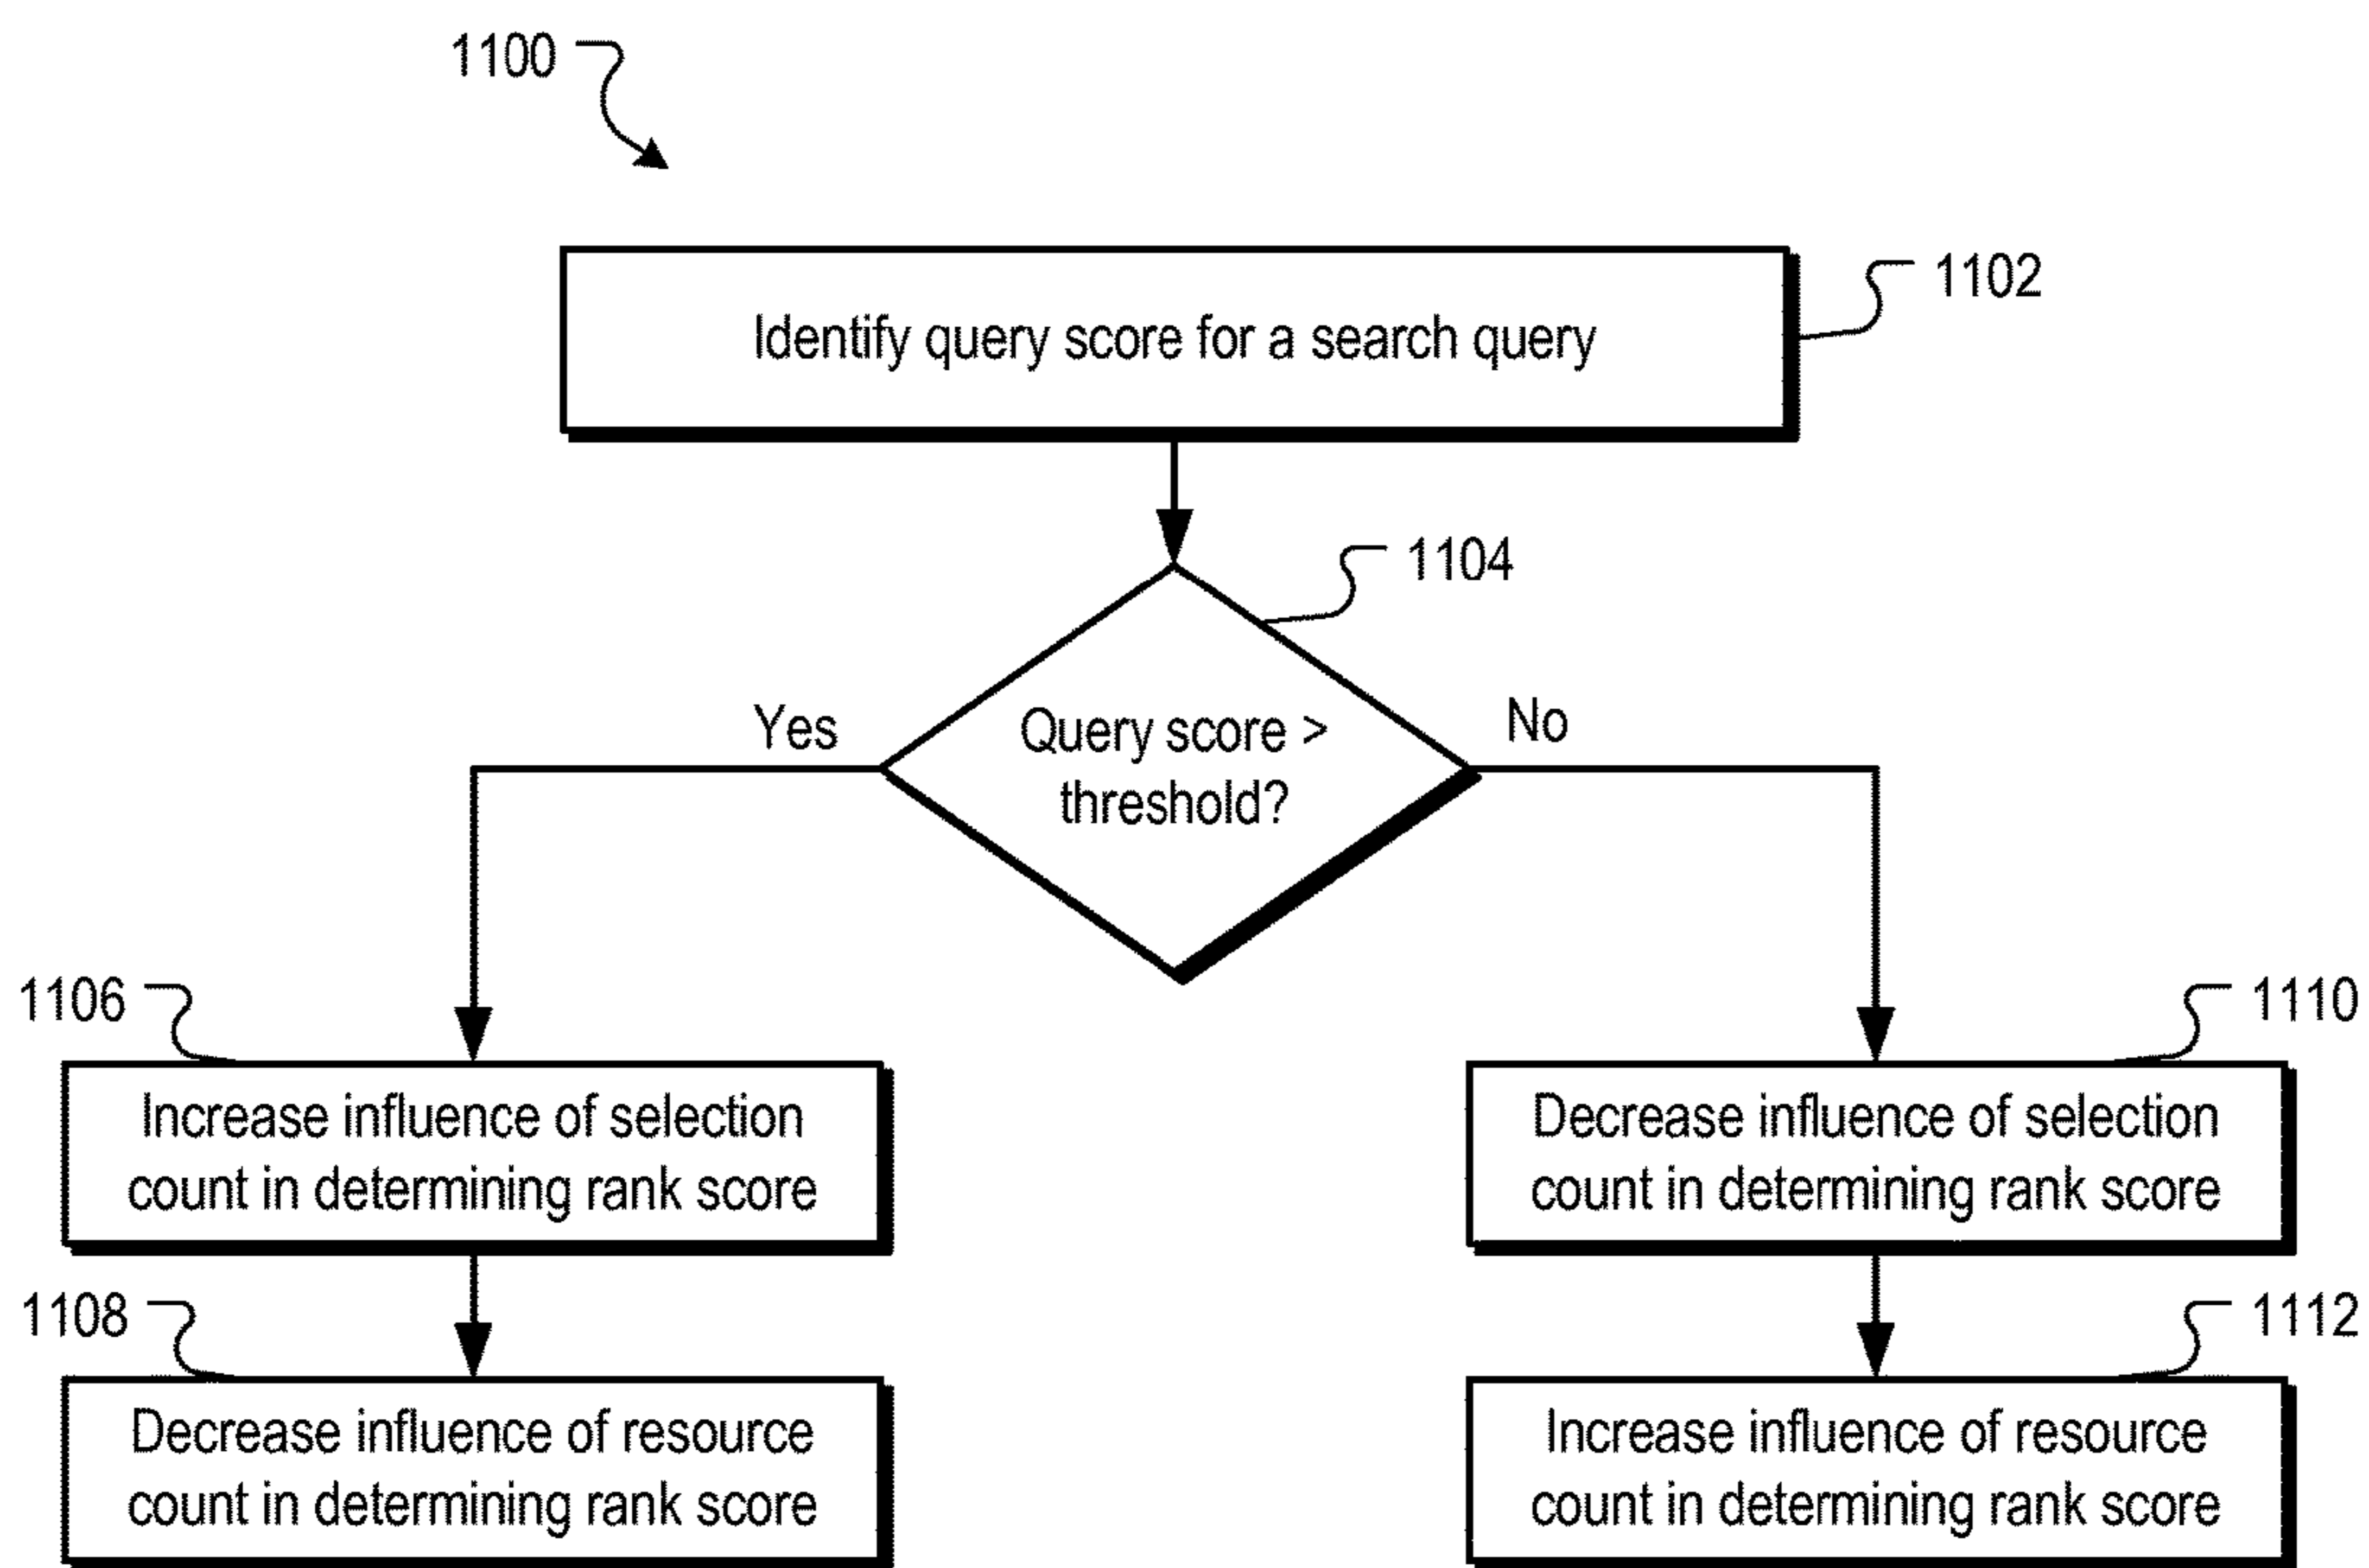 1100
1102
Identify query score for a search query
1104
Yes
Query score >
threshold?
No
1106
Increase influence of selection
count in determining rank score
1110
Decrease influence of selection
count in determining rank score
1108
Decrease influence of resource
count in determining rank score
1112
Increase influence of resource
count in determining rank score